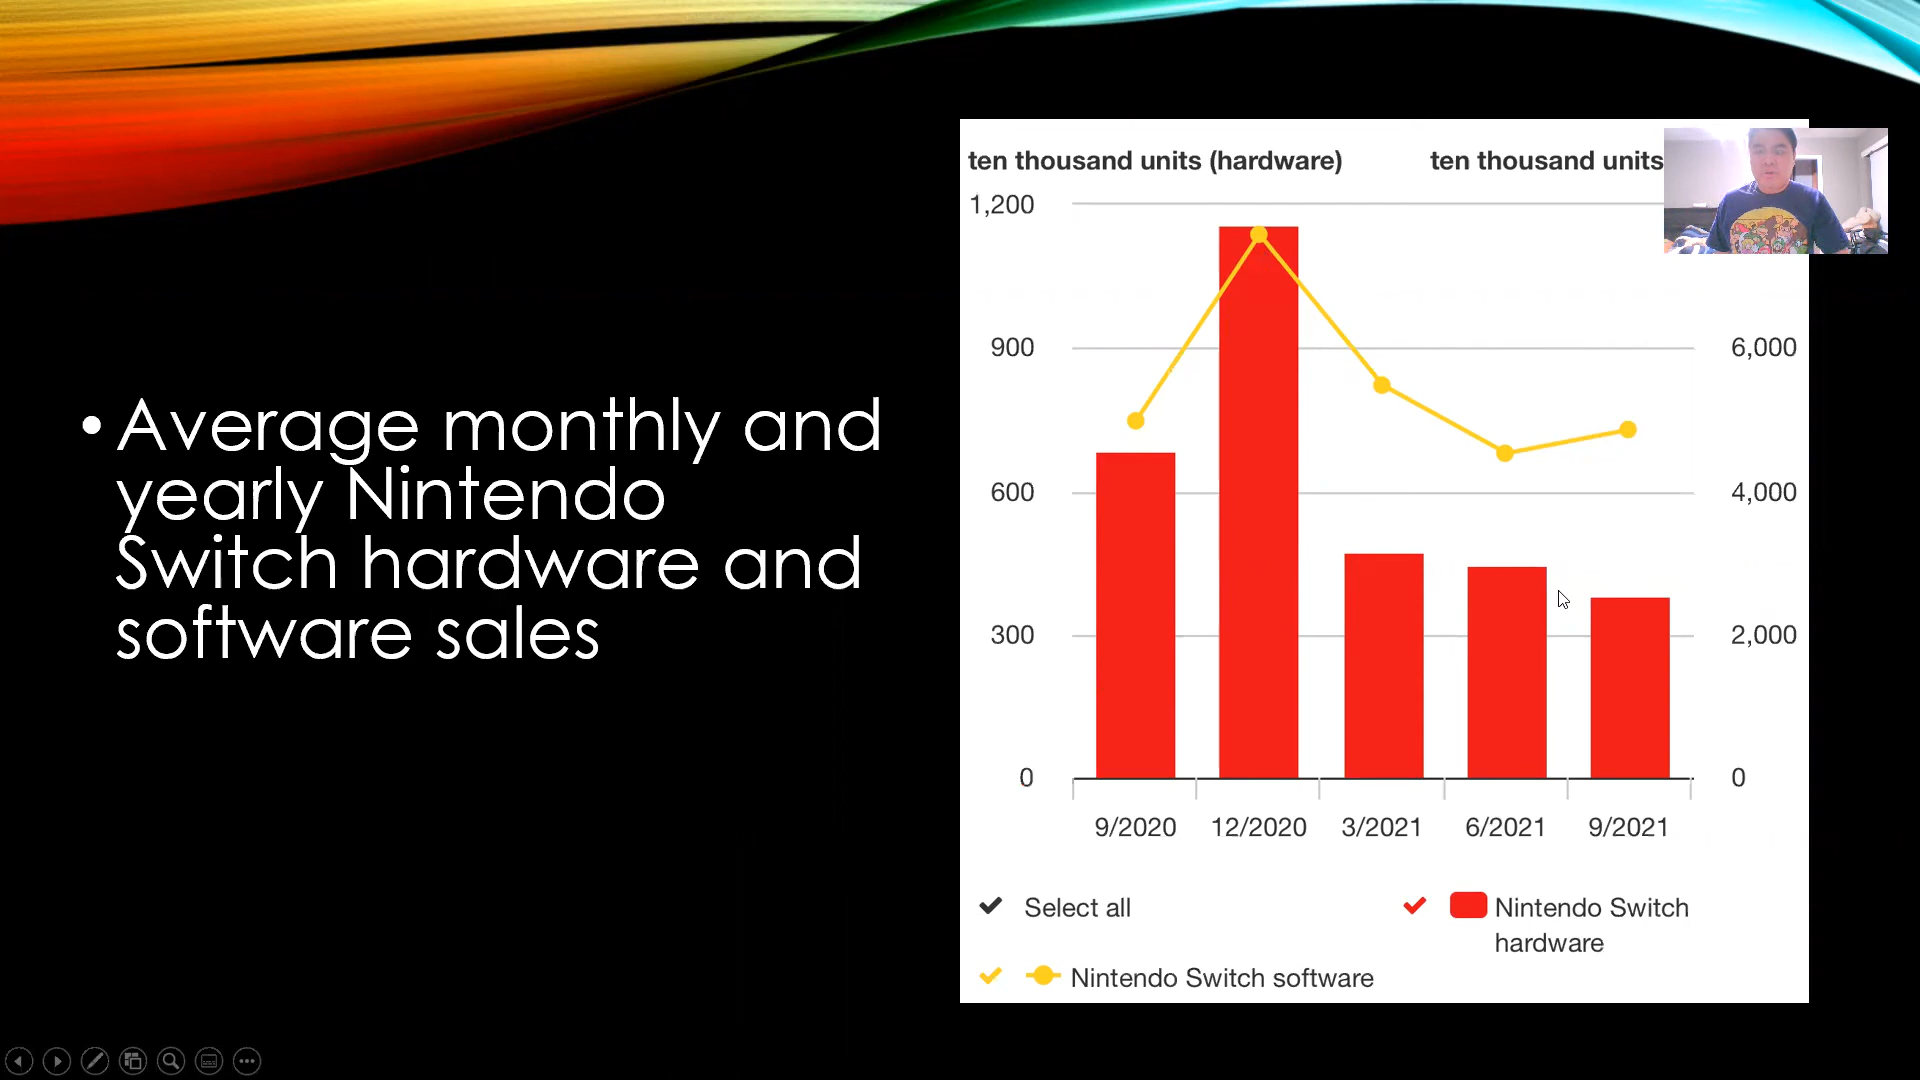 • Average monthly and
yearly Nintendo
Switch hardware and
software sales
ten thousand units (hardware)
ten thousand units
1,200
900
600
300
0
6,000
4,000
2,000
0
9/2020
12/2020
3/2021
6/2021
9/2021
Select all
Nintendo Switch
hardware
Nintendo Switch software